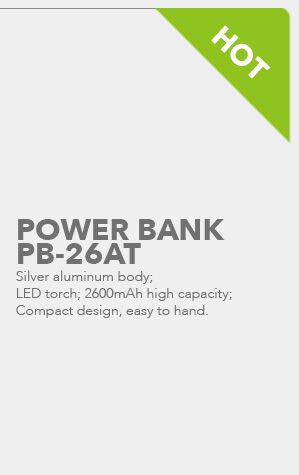 HOT
POWER BANK
PB-26AT
Silver aluminum body;
LED torch; 2600mAh high capacity;
Compact design, easy to hand.